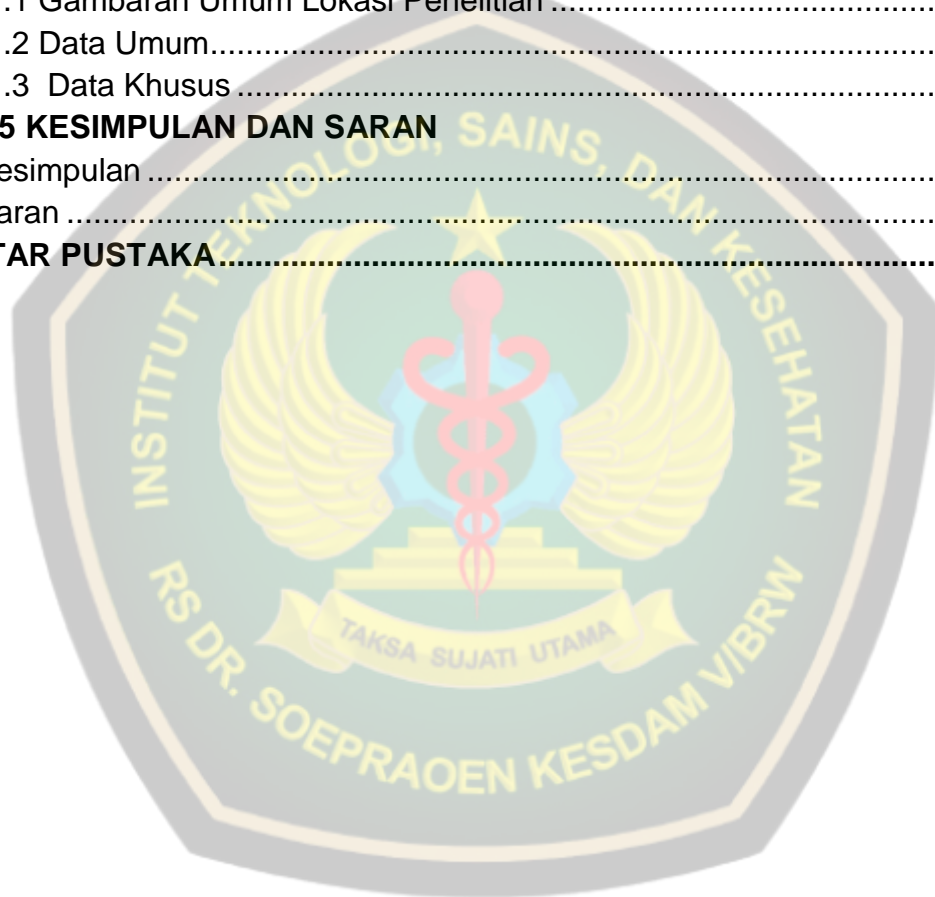 .1 Gambaran Umum Lokasi Penelitian ................................................
.2 Data Umum.....................................................................................
.3 Data Khusus ..................................................................................
5 KESIMPULAN DAN SARAN
esimpulan ...........................................................................................
aran ....................................................................................................
TAR PUSTAKA...................................................................................
INSTITUT TEKNOLOGI, SAINS, DAN KESEHATAN
TAKSA SUJATI UTAMA
RS DR. SOEPRAOEN KESDAM V/BRW